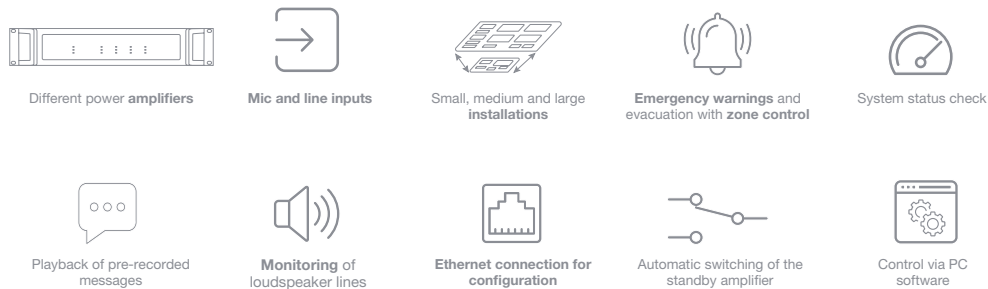 Different power amplifiers
Mic and line inputs
Small, medium and large
installations
Emergency warnings and
evacuation with zone control
System status check
Playback of pre-recorded
messages
Monitoring of
loudspeaker lines
Ethernet connection for
configuration
Automatic switching of the
standby amplifier
Control via PC
software